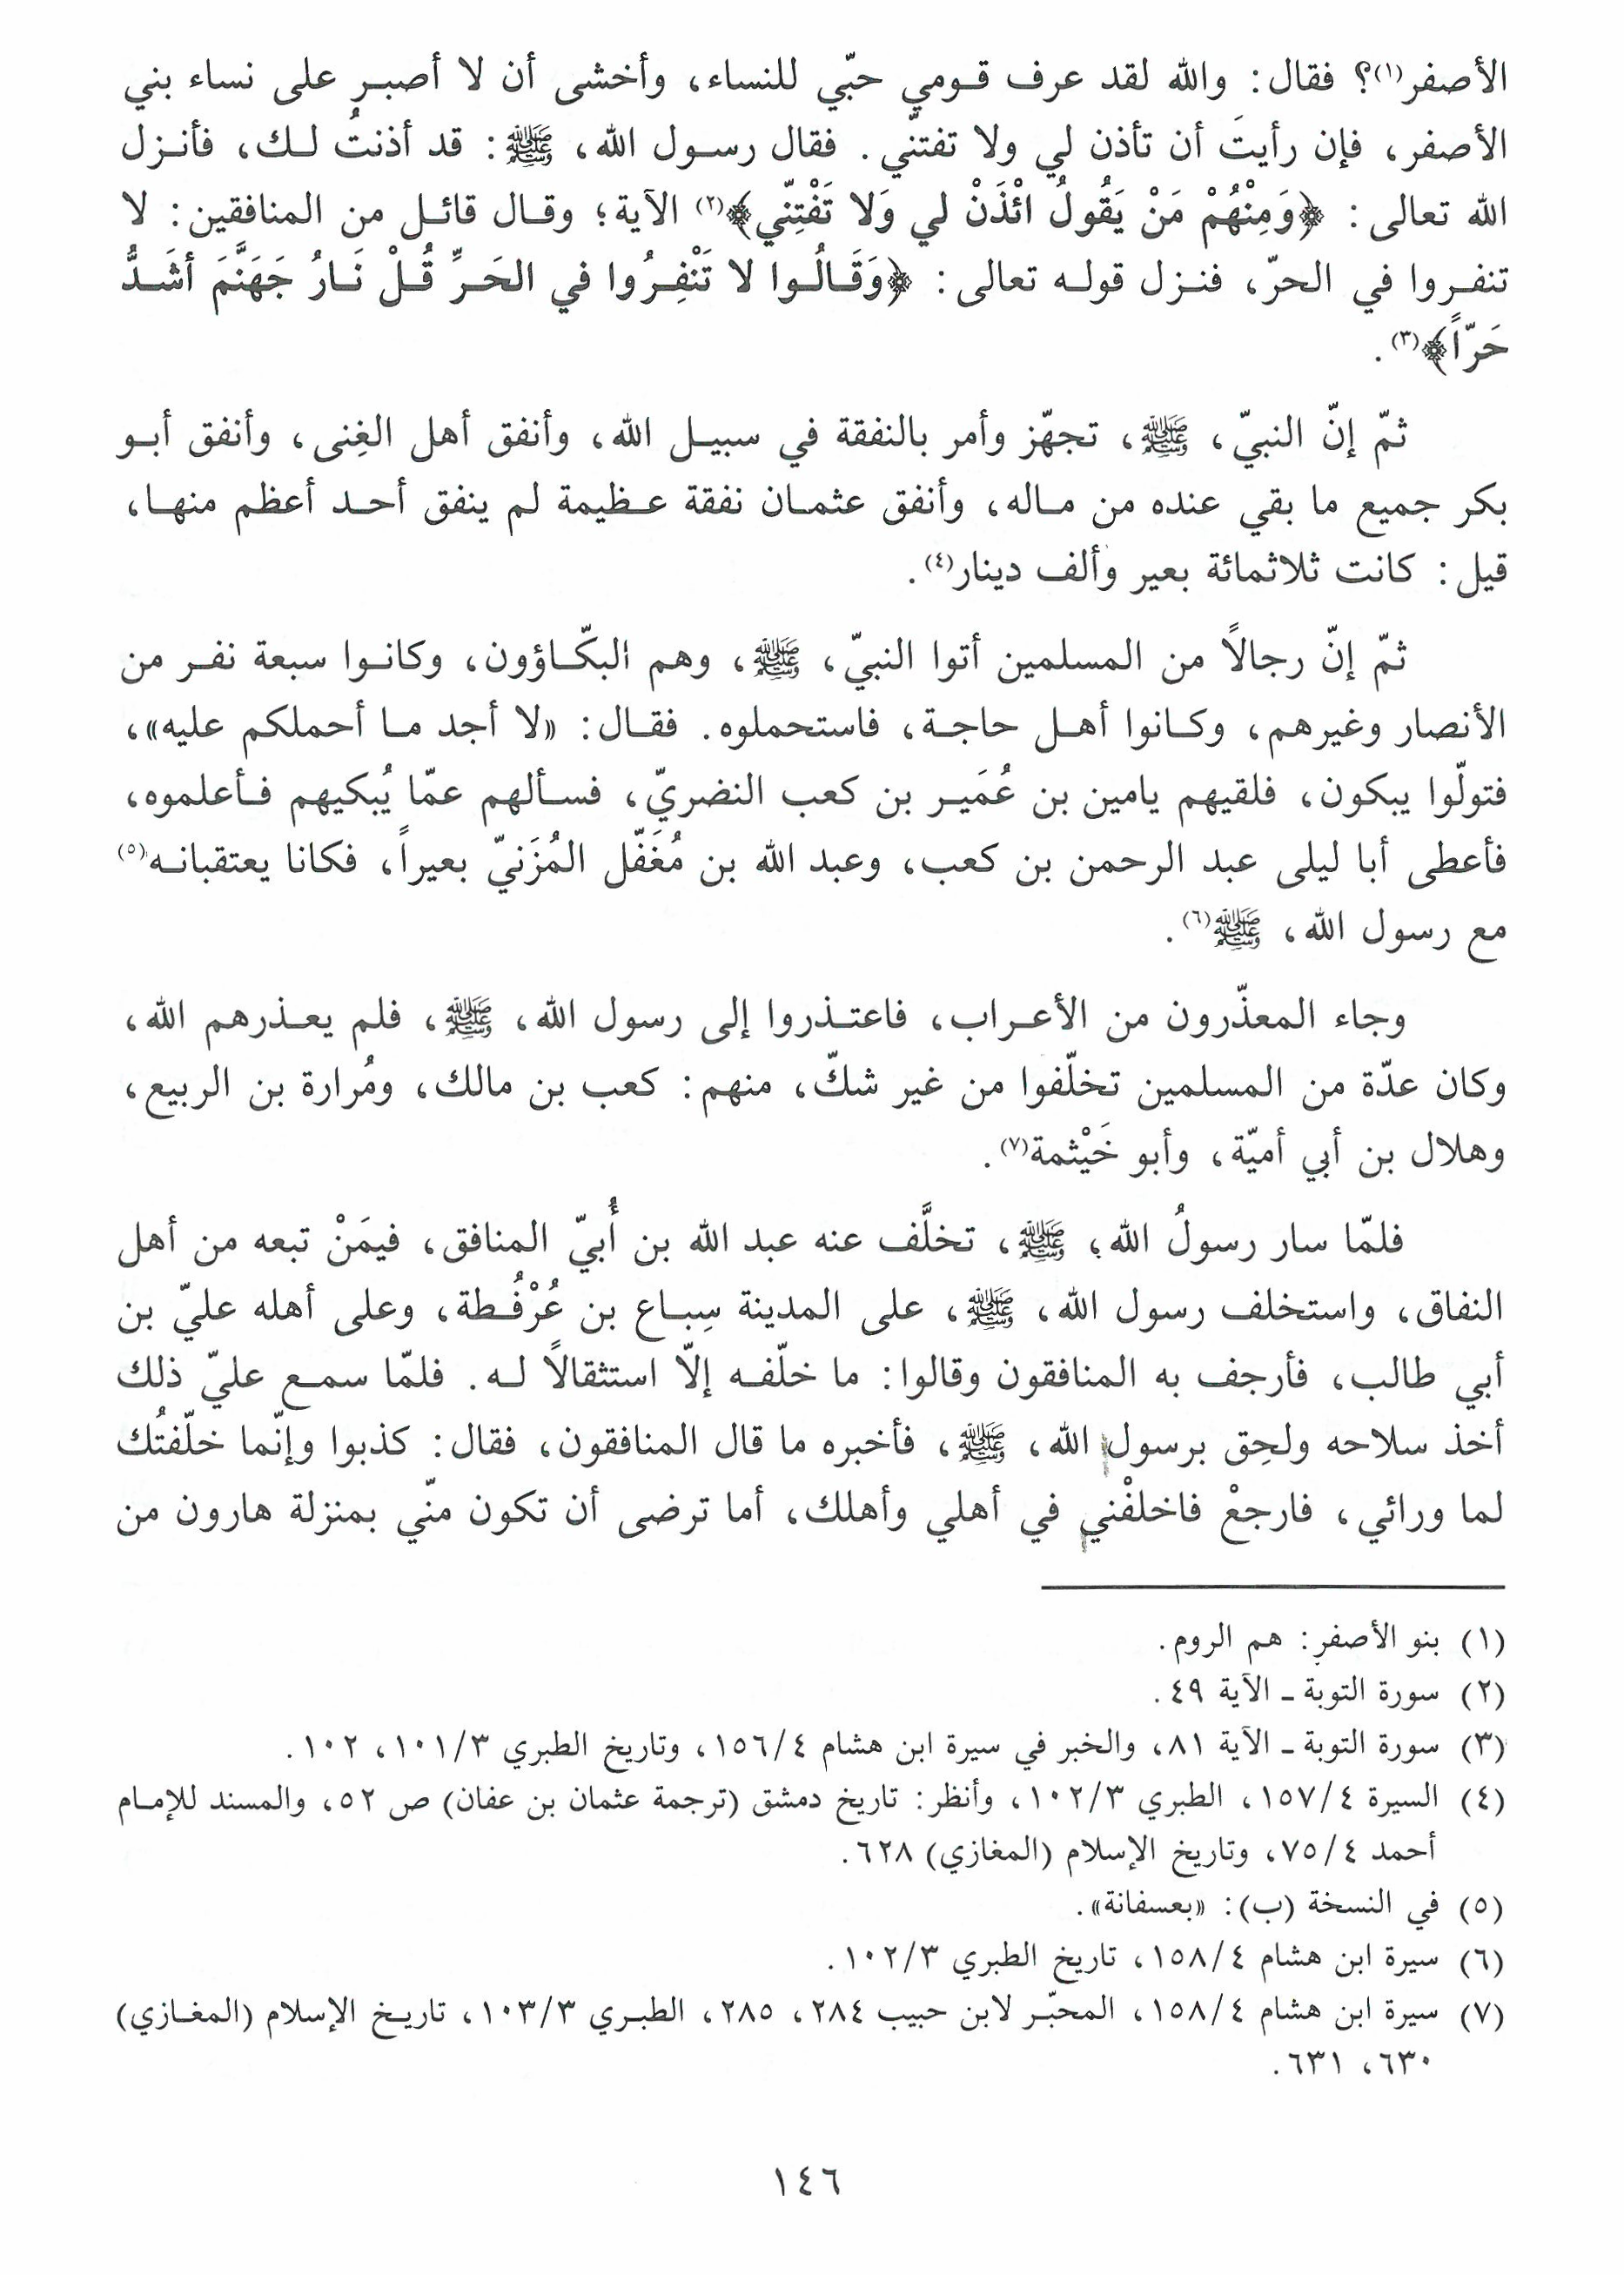 الأصفر(١)؟ فقال: والله لقد عرف قومي حبّي للنساء، وأخشى أن لا أصبر على نساء بني
الأصفر، فإن رأيتَ أن تأذن لي ولا تفتنّي. فقال رسول الله، ﷺ: قد أذنتُ لك، فأنزل
الله تعالى: ﴿وَمِنْهُمْ مَنْ يَقُولُ ائْذَنْ لي وَلا تَفْتِنّي﴾(٢) الآية؛ وقال قائل من المنافقين: لا
تنفروا في الحرّ، فنزل قوله تعالى: ﴿وَقَالُوا لا تَنْفِرُوا في الحَرِّ قُلْ نَارُ جَهَنَّمَ أشَدُّ
حَرّاً﴾(٣).
ثمّ إنّ النبيّ، ﷺ، تجهّز وأمر بالنفقة في سبيل الله، وأنفق أهل الغِنى، وأنفق أبو
بكر جميع ما بقي عنده من ماله، وأنفق عثمان نفقة عظيمة لم ينفق أحد أعظم منها،
قيل: كانت ثلاثمائة بعير وألف دينار(٤).
ثمّ إنّ رجالاً من المسلمين أتوا النبيّ، ﷺ، وهم البكّاؤون، وكانوا سبعة نفر من
الأنصار وغيرهم، وكانوا أهل حاجة، فاستحملوه. فقال: «لا أجد ما أحملكم عليه»،
فتولّوا يبكون، فلقيهم يامين بن عُمَير بن كعب النضريّ، فسألهم عمّا يُبكيهم فأعلموه،
فأعطى أبا ليلى عبد الرحمن بن كعب، وعبد الله بن مُغَفّل المُزَنيّ بعيراً، فكانا يعتقبانه(٥)
مع رسول الله، ﷺ(٦).
وجاء المعذّرون من الأعراب، فاعتذروا إلى رسول الله، ﷺ، فلم يعذرهم الله،
وكان عدّة من المسلمين تخلّفوا من غير شكّ، منهم: كعب بن مالك، ومُرارة بن الربيع،
وهلال بن أبي أميّة، وأبو خَيْثمة(٧).
فلمّا سار رسولُ الله، ﷺ، تخلَّف عنه عبد الله بن أُبيّ المنافق، فيمَنْ تبعه من أهل
النفاق، واستخلف رسول الله، ﷺ، على المدينة سِباع بن عُرْفُطة، وعلى أهله عليّ بن
أبي طالب، فأرجف به المنافقون وقالوا: ما خلّفه إلّا استثقالاً له. فلمّا سمع عليّ ذلك
أخذ سلاحه ولحِق برسول الله، ﷺ، فأخبره ما قال المنافقون، فقال: كذبوا وإنّما خلّفتُك
لما ورائي، فارجعْ فاخلفْني في أهلي وأهلك، أما ترضى أن تكون منّي بمنزلة هارون من
(١) بنو الأصفر: هم الروم.
(٢) سورة التوبة ـ الآية ٤٩.
(٣) سورة التوبة ـ الآية ٨١، والخبر في سيرة ابن هشام ٤/١٥٦، وتاريخ الطبري ٣/١٠١، ١٠٢.
(٤) السيرة ٤/١٥٧، الطبري ٣/١٠٢، وأنظر: تاريخ دمشق (ترجمة عثمان بن عفان) ص ٥٢، والمسند للإمام
أحمد ٤/٧٥، وتاريخ الإسلام (المغازي) ٦٢٨.
(٥) في النسخة (ب): «بعسفانة».
(٦) سيرة ابن هشام ٤/١٥٨، تاريخ الطبري ٣/١٠٢.
(٧) سيرة ابن هشام ٤/١٥٨، المحبّر لابن حبيب ٢٨٤، ٢٨٥، الطبري ٣/١٠٣، تاريخ الإسلام (المغازي)
٦٣٠، ٦٣١.
١٤٦